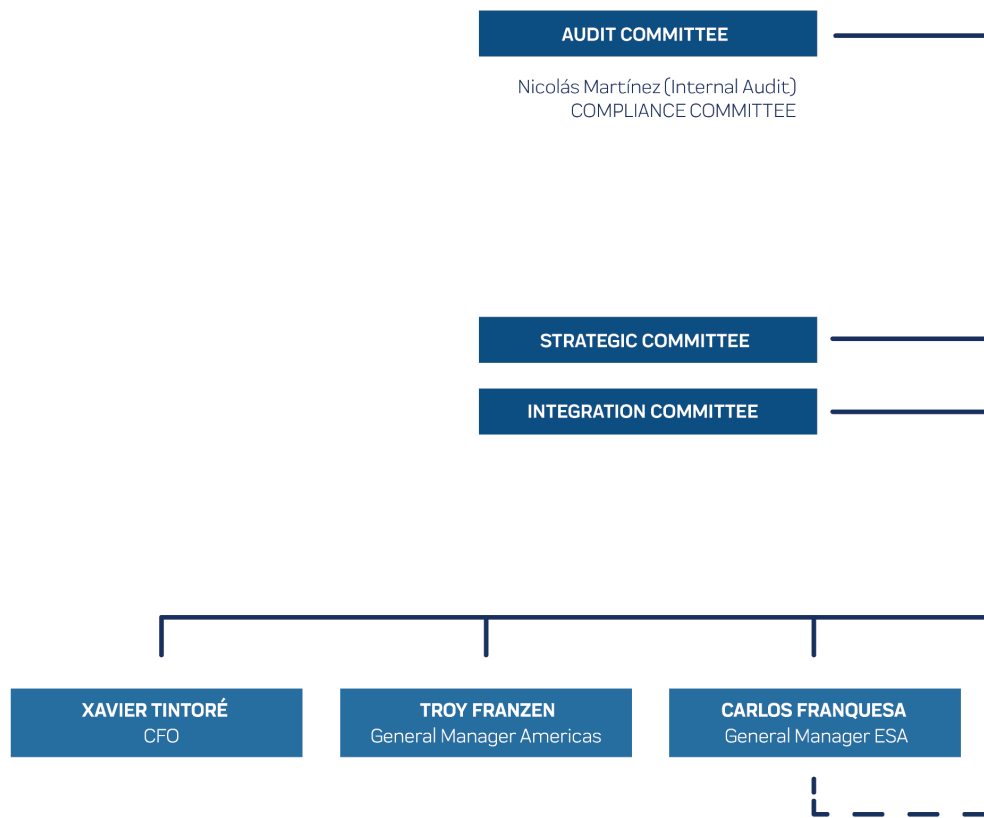 AUDIT COMMITTEE
Nicolás Martínez (Internal Audit)
COMPLIANCE COMMITTEE
STRATEGIC COMMITTEE
INTEGRATION COMMITTEE
XAVIER TINTORÉ
CFO
TROY FRANZEN
General Manager Americas
CARLOS FRANQUESA
General Manager ESA